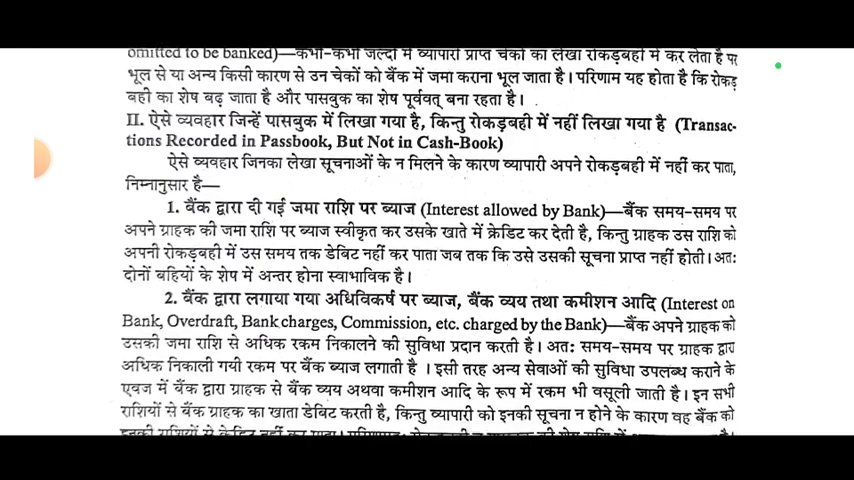 omitted to be banked)—कभी-कभी जल्दी में व्यापारी प्राप्त चेकों का लेखा रोकड़बही में कर लेता है पर
भूल से या अन्य किसी कारण से उन चेकों को बैंक में जमा कराना भूल जाता है। परिणाम यह होता है कि रोकड़
बही का शेष बढ़ जाता है और पासबुक का शेष पूर्ववत् बना रहता है।
II. ऐसे व्यवहार जिन्हें पासबुक में लिखा गया है, किन्तु रोकड़बही में नहीं लिखा गया है (Transac-
tions Recorded in Passbook, But Not in Cash-Book)
ऐसे व्यवहार जिनका लेखा सूचनाओं के न मिलने के कारण व्यापारी अपने रोकड़बही में नहीं कर पाता,
निम्नानुसार है—
1. बैंक द्वारा दी गई जमा राशि पर ब्याज (Interest allowed by Bank)—बैंक समय-समय पर
अपने ग्राहक की जमा राशि पर ब्याज स्वीकृत कर उसके खाते में क्रेडिट कर देती है, किन्तु ग्राहक उस राशि को
अपनी रोकड़बही में उस समय तक डेबिट नहीं कर पाता जब तक कि उसे उसकी सूचना प्राप्त नहीं होती। अतः
दोनों बहियों के शेष में अन्तर होना स्वाभाविक है।
2. बैंक द्वारा लगाया गया अधिविकर्ष पर ब्याज, बैंक व्यय तथा कमीशन आदि (Interest on
Bank, Overdraft, Bank charges, Commission, etc. charged by the Bank)—बैंक अपने ग्राहक को
उसकी जमा राशि से अधिक रकम निकालने की सुविधा प्रदान करती है। अतः समय-समय पर ग्राहक द्वारा
अधिक निकाली गयी रकम पर बैंक ब्याज लगाती है । इसी तरह अन्य सेवाओं की सुविधा उपलब्ध कराने के
एवज में बैंक द्वारा ग्राहक से बैंक व्यय अथवा कमीशन आदि के रूप में रकम भी वसूली जाती है। इन सभी
राशियों से बैंक ग्राहक का खाता डेबिट करती है, किन्तु व्यापारी को इनकी सूचना न होने के कारण वह बैंक को
इनकी राशियों से क्रेडिट नहीं कर पाता।